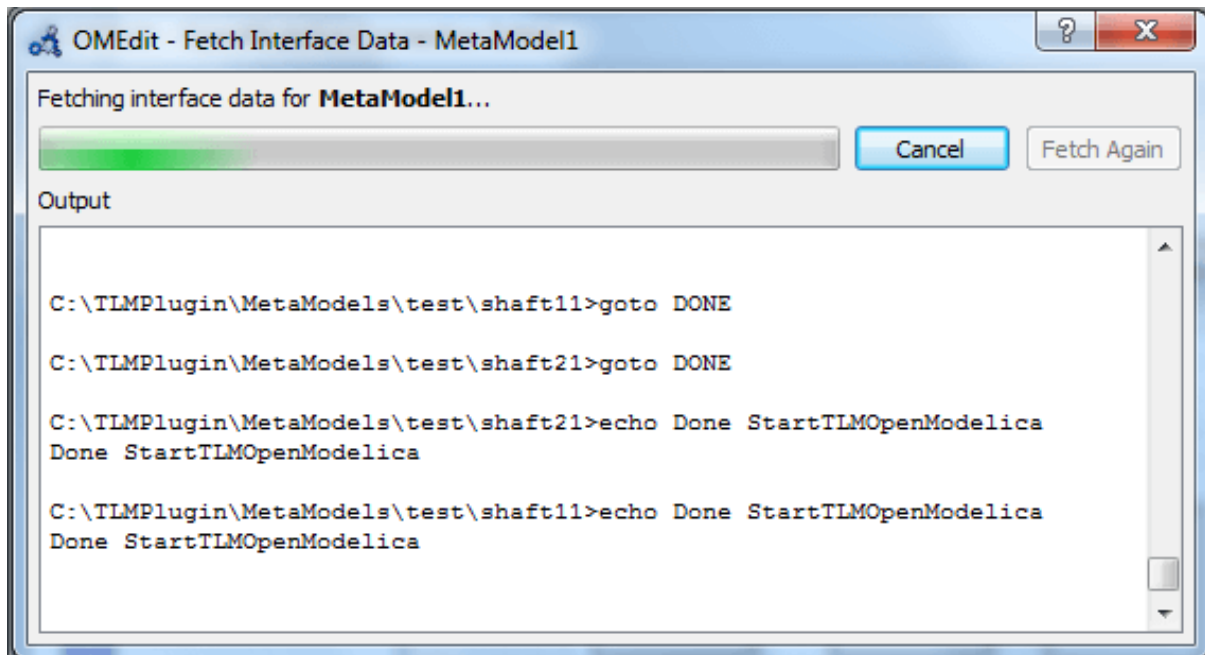 OMEdit - Fetch Interface Data - MetaModel1
?
X
Fetching interface data for MetaModel1...
Cancel
Fetch Again
Output
C:\TLMPlugin\MetaModels\test\shaft11>goto DONE
C:\TLMPlugin\MetaModels\test\shaft21>goto DONE
C:\TLMPlugin\MetaModels\test\shaft21>echo Done StartTLMOpenModelica
Done StartTLMOpenModelica
C:\TLMPlugin\MetaModels\test\shaft11>echo Done StartTLMOpenModelica
Done StartTLMOpenModelica